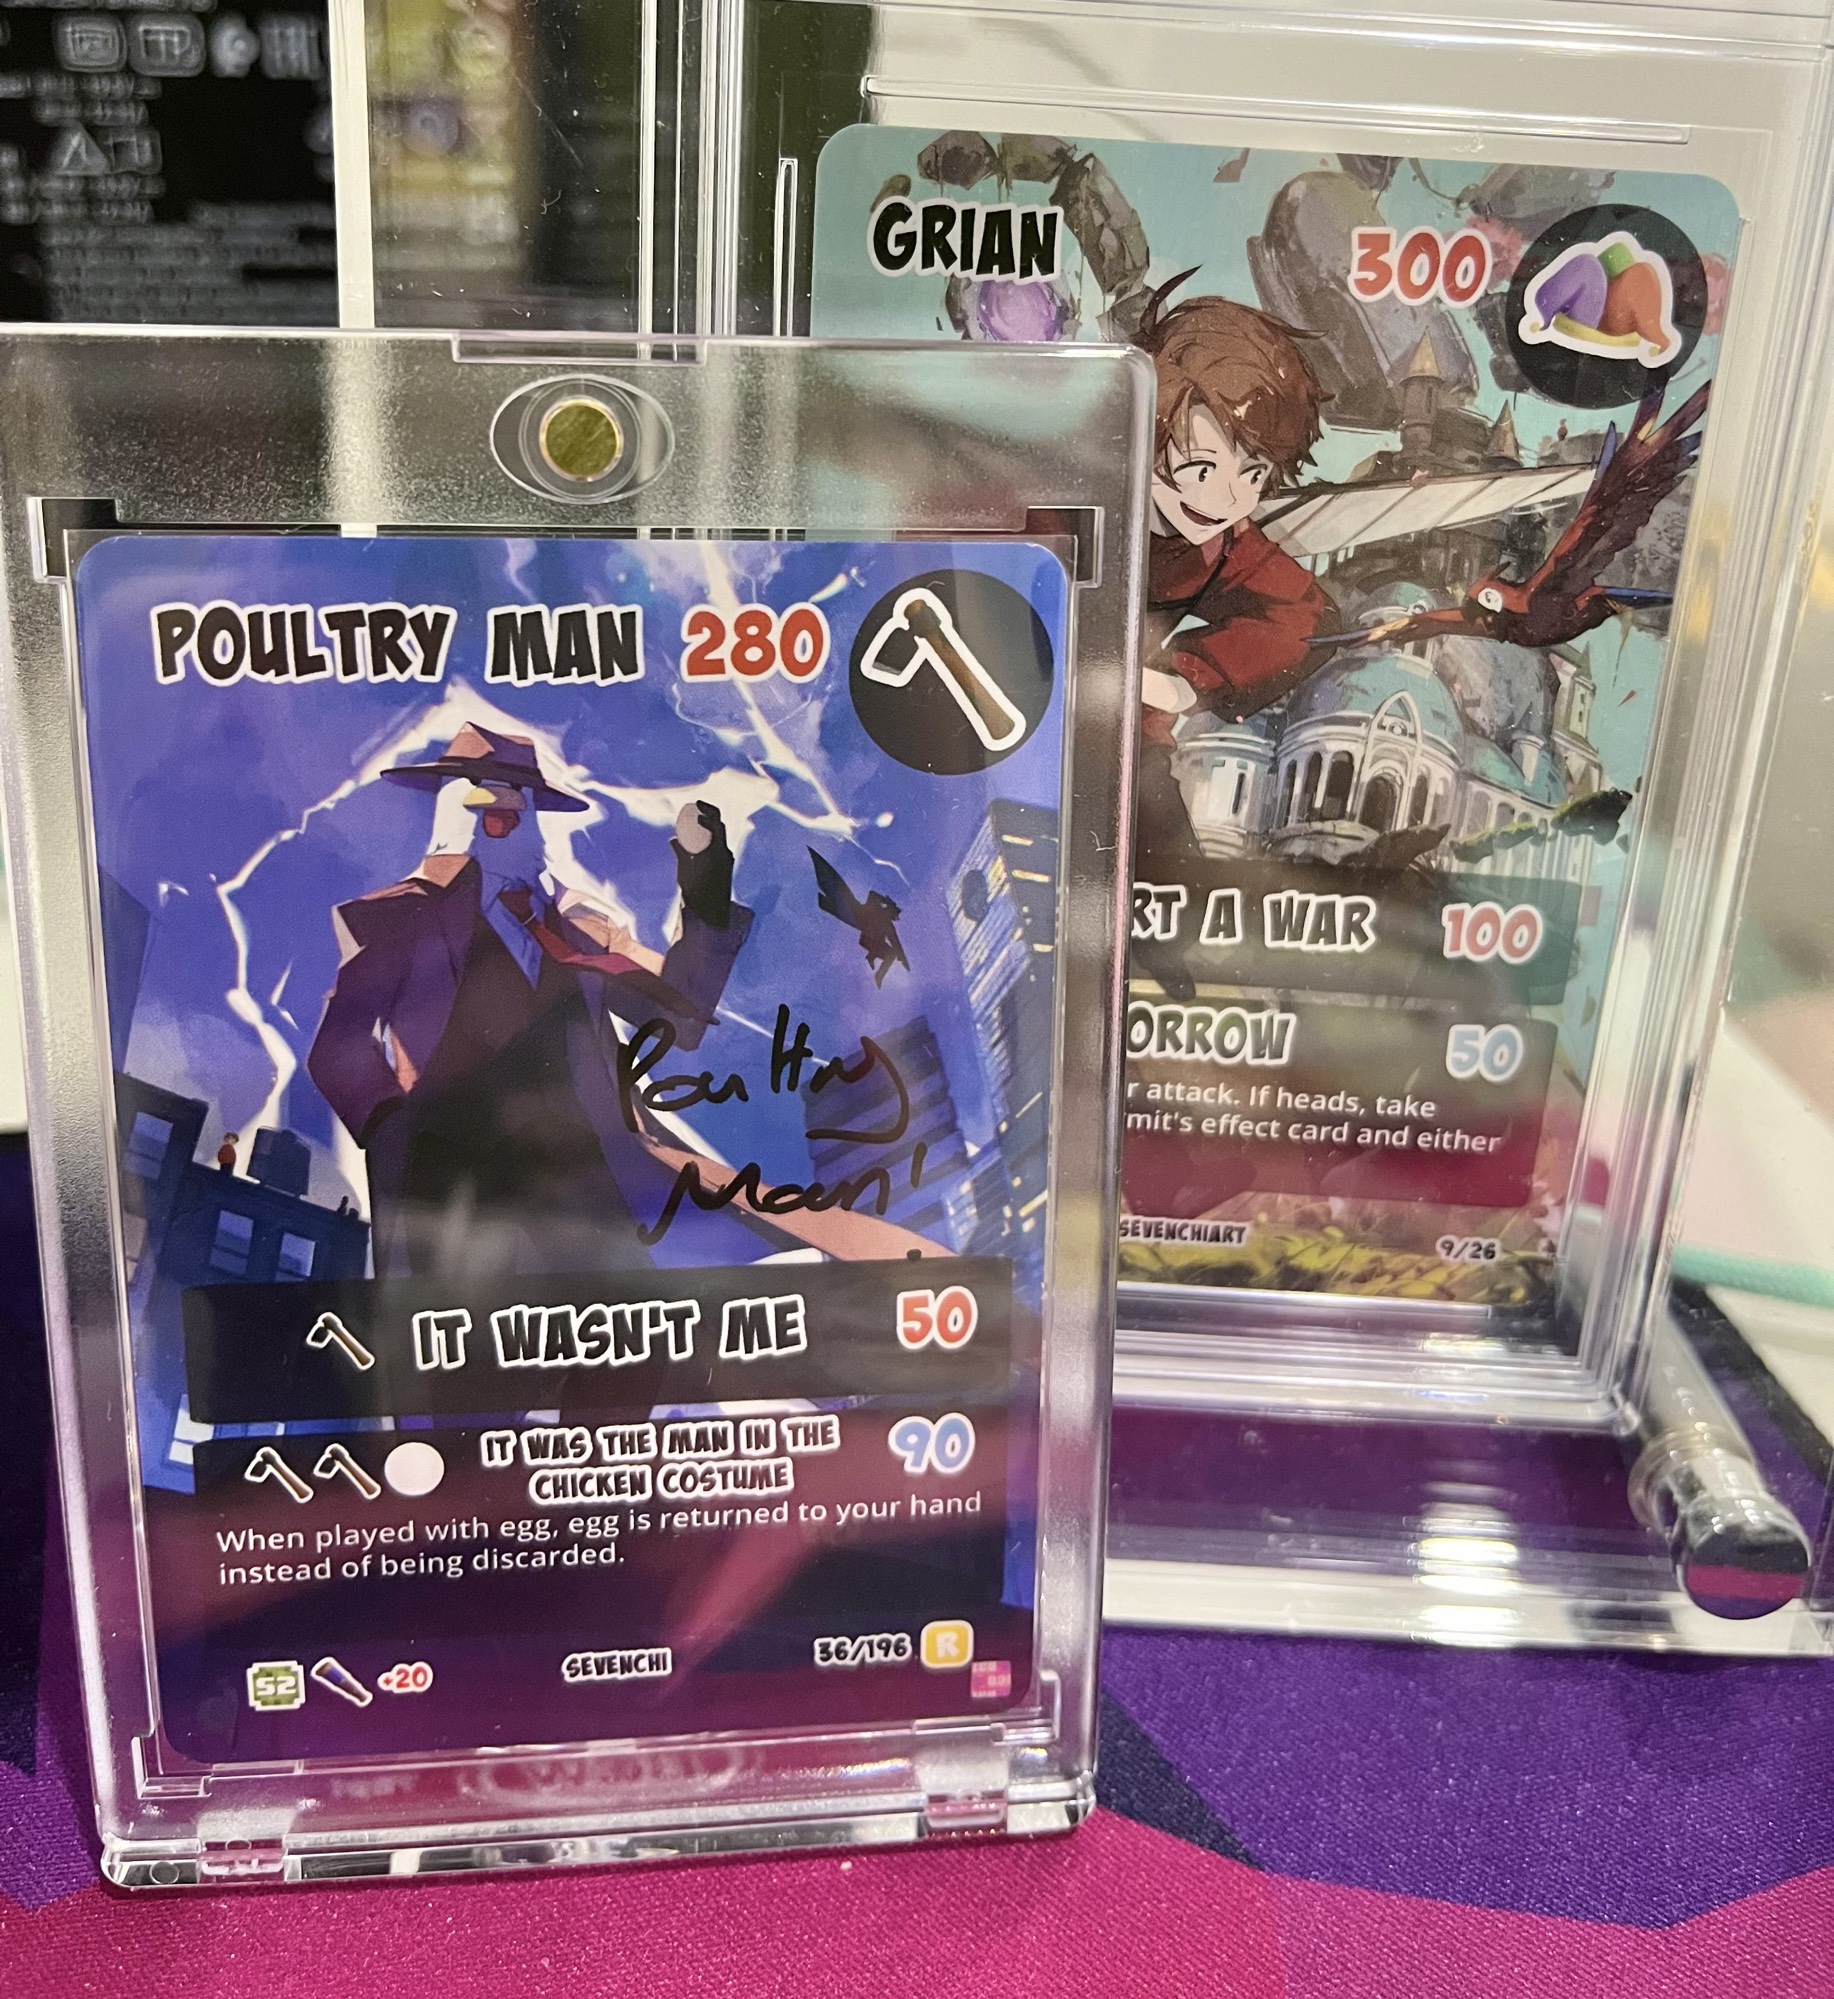 GRIAN 300
RT A WAR 100
ORROW 50
r attack. If heads, take
mit's effect card and either
SEVENCHIART 9/26
POULTRY MAN 280
Poultry
Man!
IT WASN'T ME 50
IT WAS THE MAN IN THE
CHICKEN COSTUME 90
When played with egg, egg is returned to your hand
instead of being discarded.
S2 +20 SEVENCHI 36/196 R